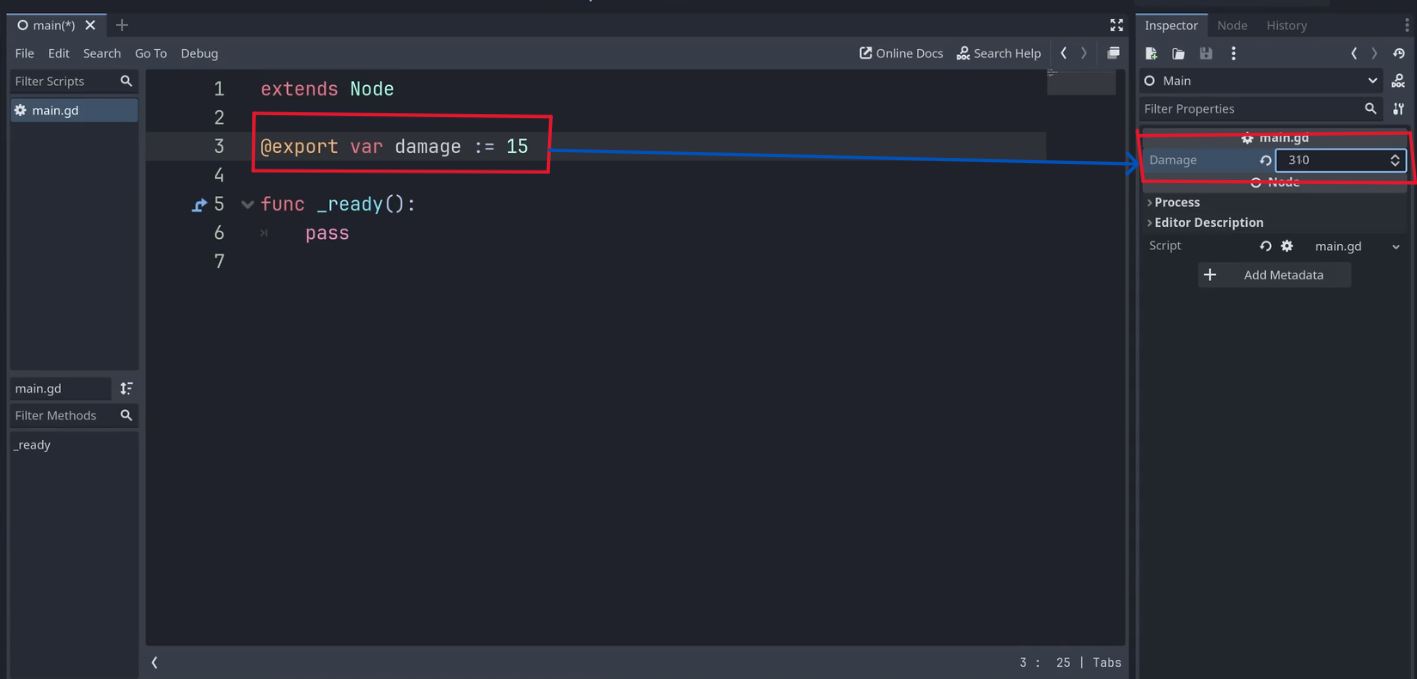 main(*)
File Edit Search Go To Debug
Online Docs Search Help
Filter Scripts
main.gd
main.gd
Filter Methods
_ready
1 extends Node
2
3 @export var damage := 15
4
5 func _ready():
6 pass
7
3 : 25 | Tabs
Inspector Node History
Main
Filter Properties
main.gd
Damage 310
Node
Process
Editor Description
Script main.gd
Add Metadata